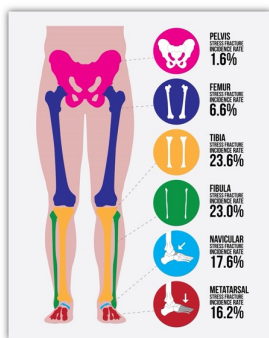 PELVIS
STRESS FRACTURE
INCIDENCE RATE
1.6%
FEMUR
STRESS FRACTURE
INCIDENCE RATE
6.6%
TIBIA
STRESS FRACTURE
INCIDENCE RATE
23.6%
FIBULA
STRESS FRACTURE
INCIDENCE RATE
23.0%
NAVICULAR
STRESS FRACTURE
INCIDENCE RATE
17.6%
METATARSAL
STRESS FRACTURE
INCIDENCE RATE
16.2%